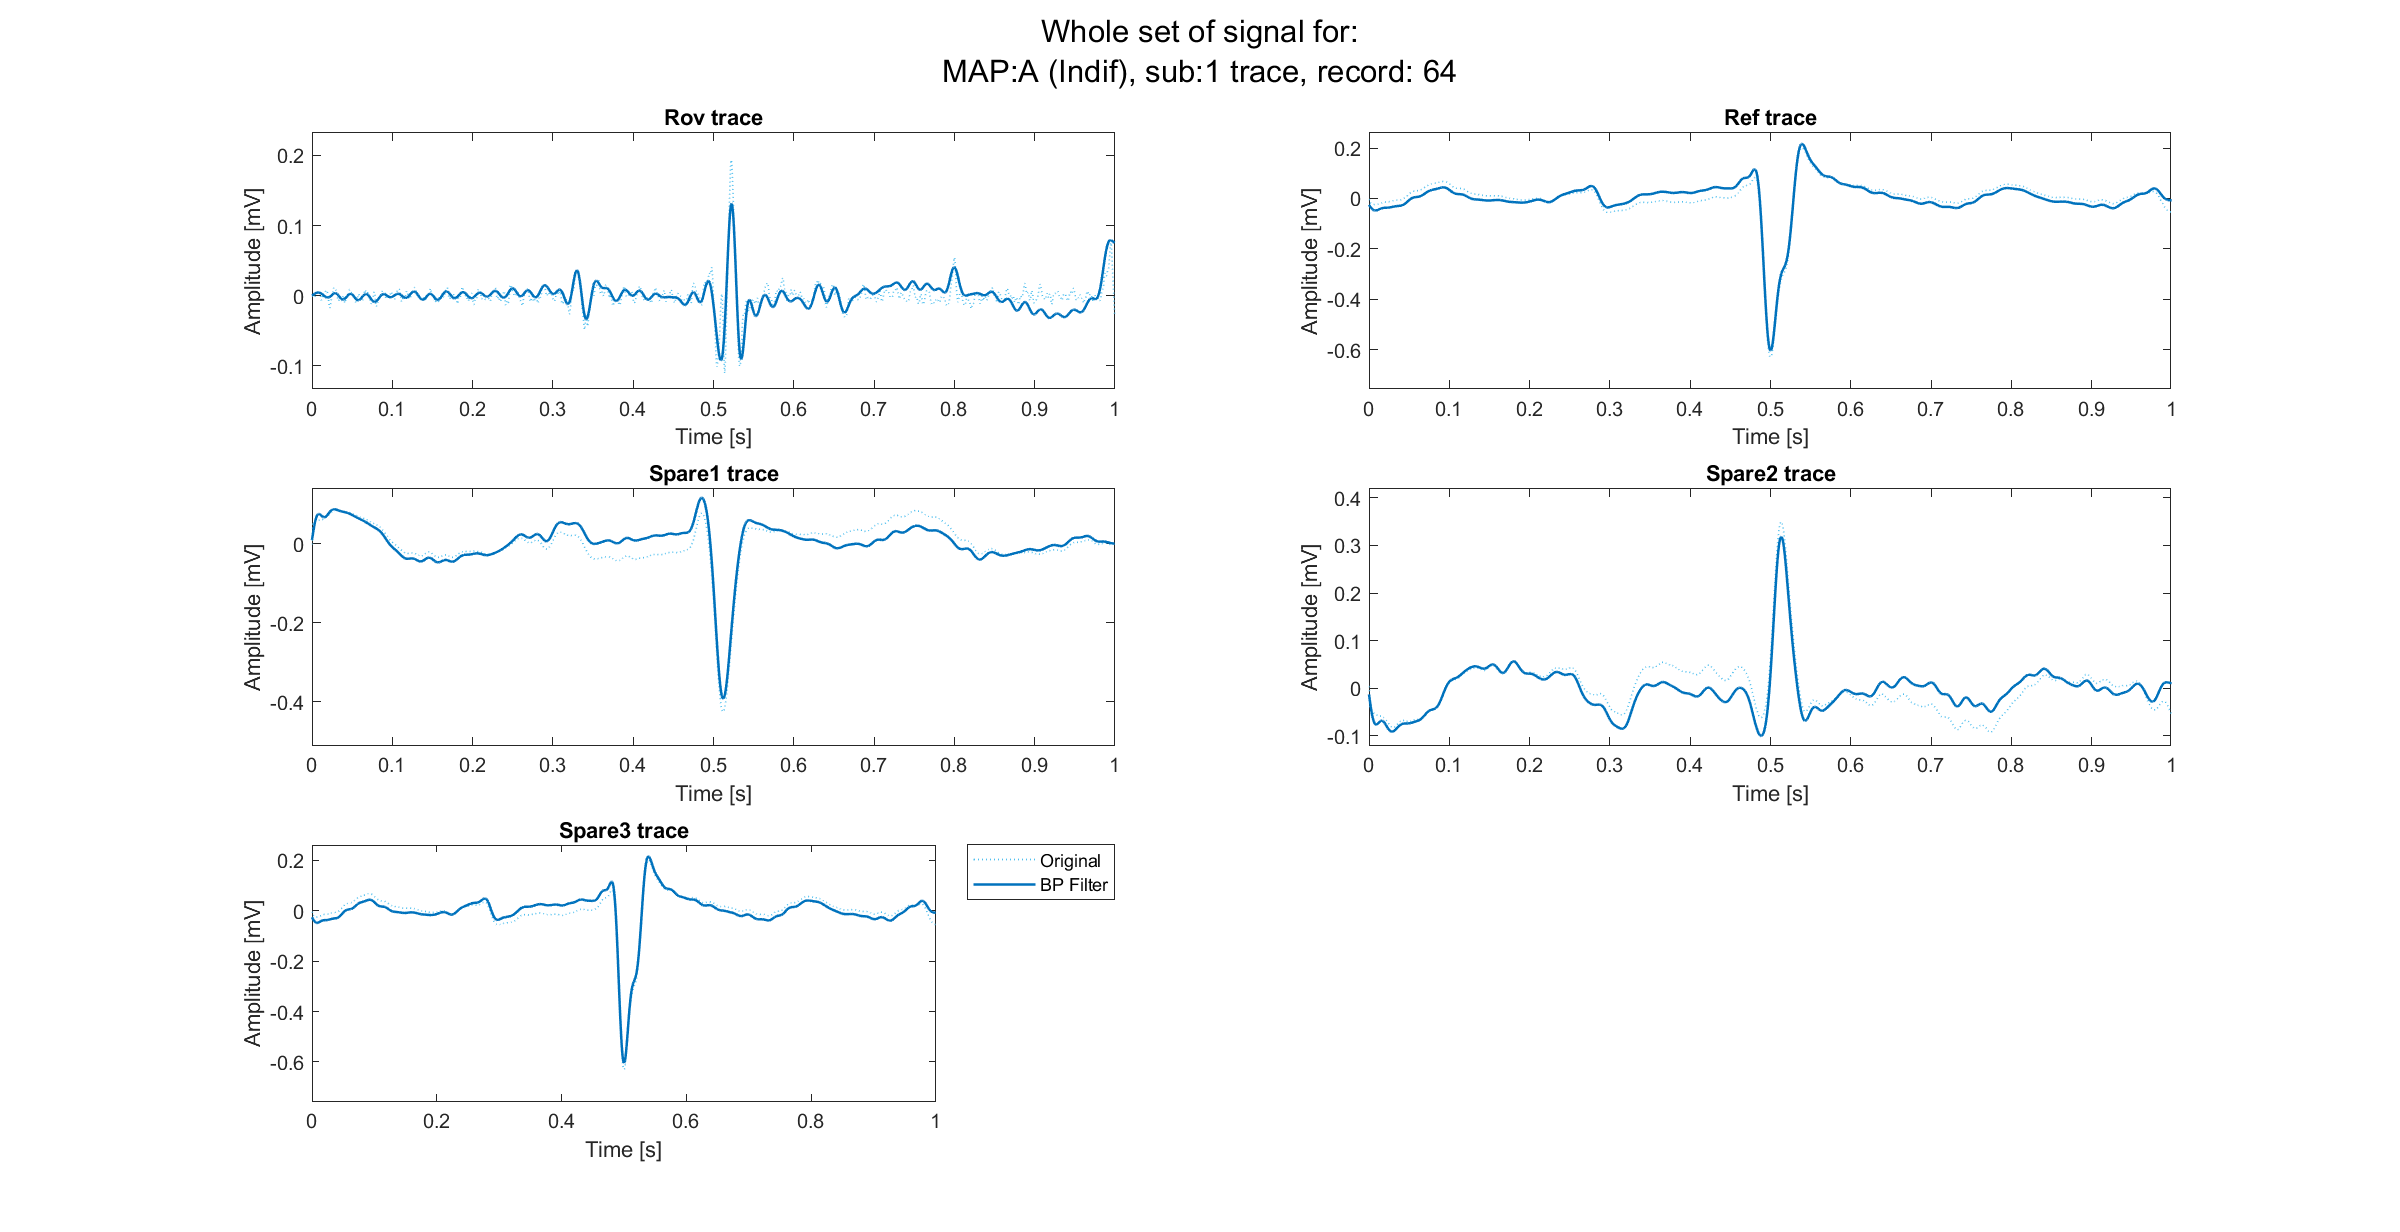 Whole set of signal for:
MAP:A (Indif), sub:1 trace, record: 64
Rov trace
Amplitude [mV]
0.2
0.1
0
-0.1
0 0.1 0.2 0.3 0.4 0.5 0.6 0.7 0.8 0.9 1
Time [s]
Ref trace
Amplitude [mV]
0.2
0
-0.2
-0.4
-0.6
0 0.1 0.2 0.3 0.4 0.5 0.6 0.7 0.8 0.9 1
Time [s]
Spare1 trace
Amplitude [mV]
0
-0.2
-0.4
0 0.1 0.2 0.3 0.4 0.5 0.6 0.7 0.8 0.9 1
Time [s]
Spare2 trace
Amplitude [mV]
0.4
0.3
0.2
0.1
0
-0.1
0 0.1 0.2 0.3 0.4 0.5 0.6 0.7 0.8 0.9 1
Time [s]
Spare3 trace
Amplitude [mV]
0.2
0
-0.2
-0.4
-0.6
0 0.2 0.4 0.6 0.8 1
Time [s]
Original
BP Filter